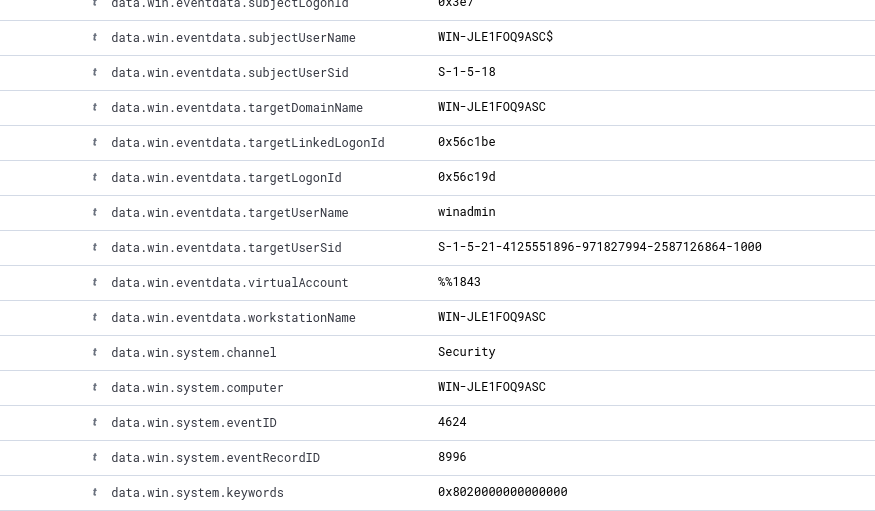 t data.win.eventdata.subjectLogonId 0x3e7
t data.win.eventdata.subjectUserName WIN-JLE1FOQ9ASC$
t data.win.eventdata.subjectUserSid S-1-5-18
t data.win.eventdata.targetDomainName WIN-JLE1FOQ9ASC
t data.win.eventdata.targetLinkedLogonId 0x56c1be
t data.win.eventdata.targetLogonId 0x56c19d
t data.win.eventdata.targetUserName winadmin
t data.win.eventdata.targetUserSid S-1-5-21-4125551896-971827994-2587126864-1000
t data.win.eventdata.virtualAccount %%1843
t data.win.eventdata.workstationName WIN-JLE1FOQ9ASC
t data.win.system.channel Security
t data.win.system.computer WIN-JLE1FOQ9ASC
t data.win.system.eventID 4624
t data.win.system.eventRecordID 8996
t data.win.system.keywords 0x8020000000000000